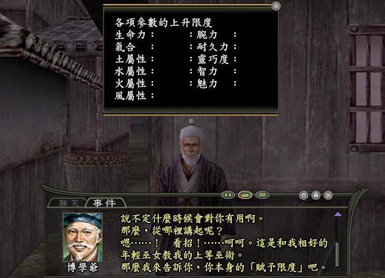 各項參數的上升限度
生命力：　腕力　：
氣合　：　耐久力：
土屬性：　靈巧度：
水屬性：　智力　：
火屬性：　魅力　：
風屬性：
聊天　事件
說不定什麼時候會對你有用啊。
那麼，從哪裡講起呢？
嗯……！　看招！……呵呵。這是和我相好的
年輕巫女教我的上等巫術。
那麼我來告訴你，你本身的「賦予限度」吧。
博學爺